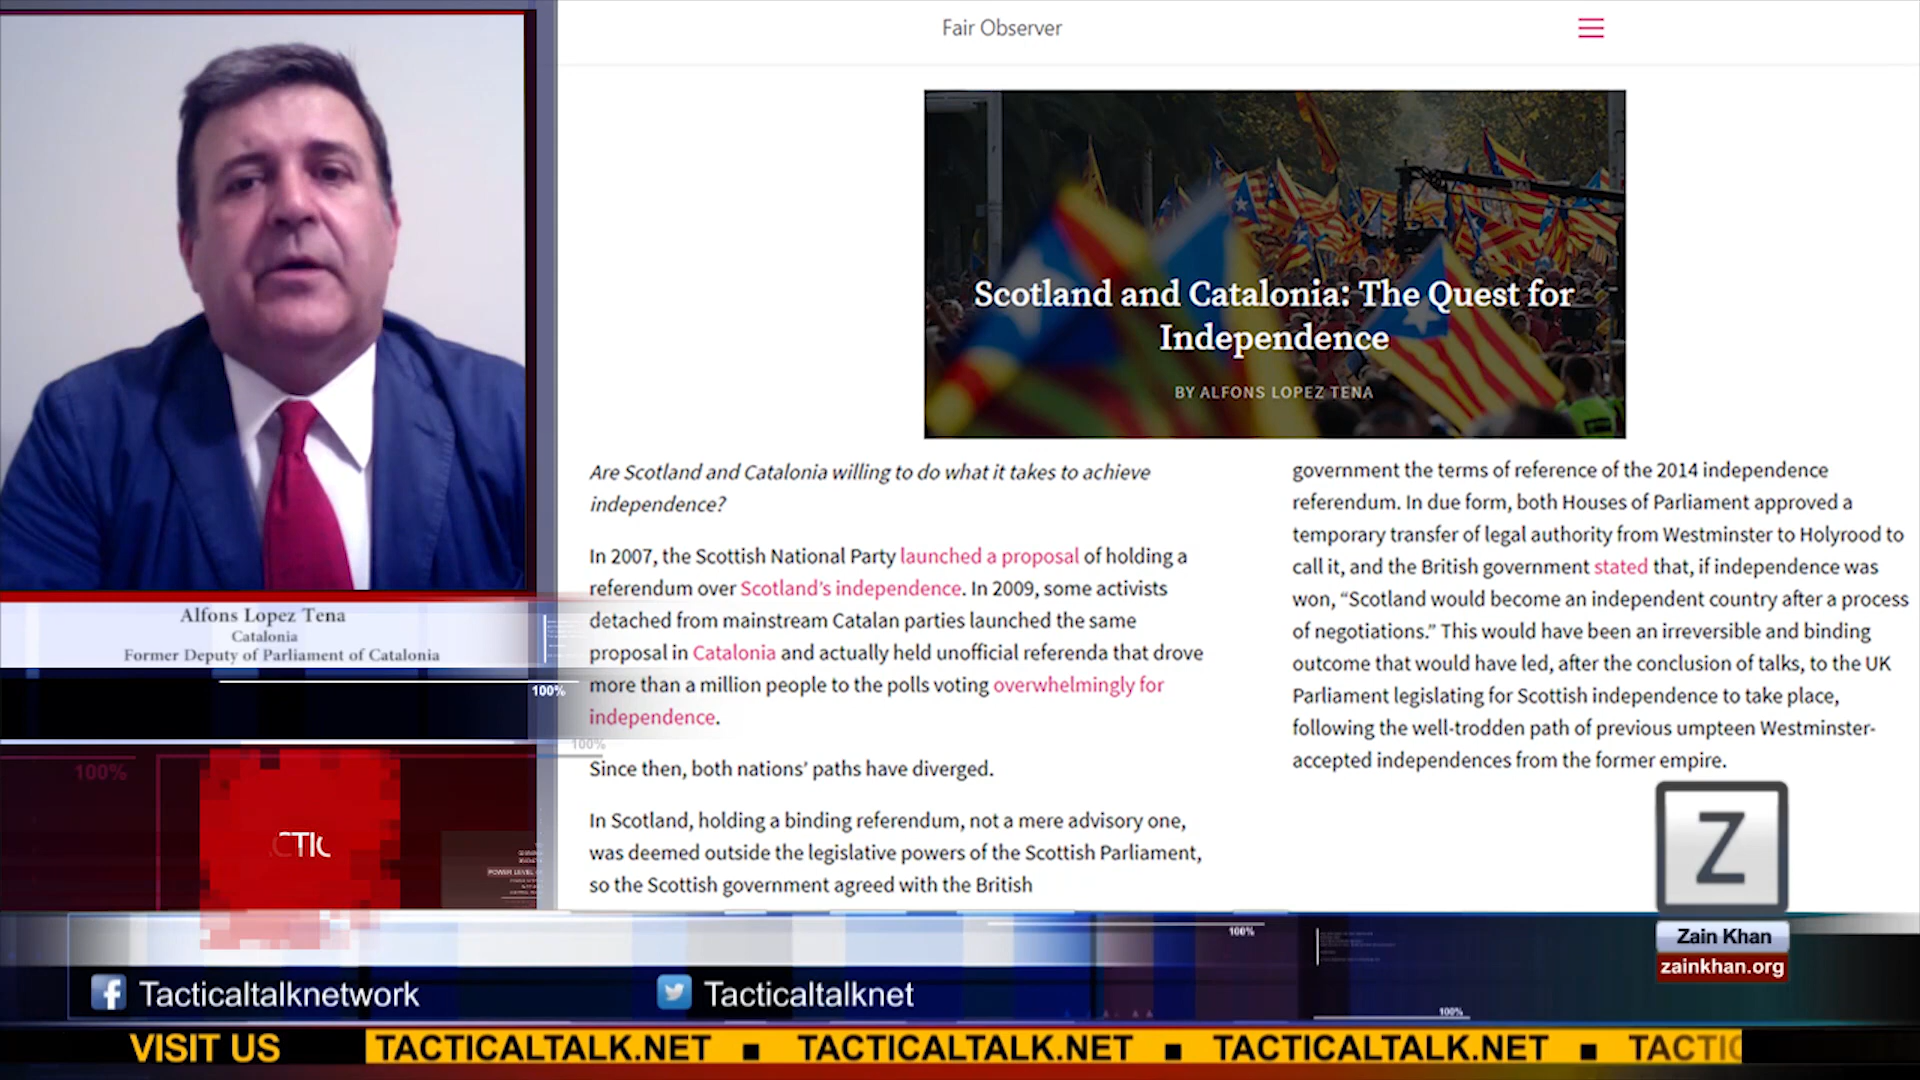 Fair Observer
Scotland and Catalonia: The Quest for
Independence
BY ALFONS LOPEZ TENA
Are Scotland and Catalonia willing to do what it takes to achieve
independence?
In 2007, the Scottish National Party launched a proposal of holding a
referendum over Scotland's independence. In 2009, some activists
detached from mainstream Catalan parties launched the same
proposal in Catalonia and actually held unofficial referenda that drove
more than a million people to the polls voting overwhelmingly for
independence.
Since then, both nations' paths have diverged.
In Scotland, holding a binding referendum, not a mere advisory one,
was deemed outside the legislative powers of the Scottish Parliament,
so the Scottish government agreed with the British
government the terms of reference of the 2014 independence
referendum. In due form, both Houses of Parliament approved a
temporary transfer of legal authority from Westminster to Holyrood to
call it, and the British government stated that, if independence was
won, “Scotland would become an independent country after a process
of negotiations.” This would have been an irreversible and binding
outcome that would have led, after the conclusion of talks, to the UK
Parliament legislating for Scottish independence to take place,
following the well-trodden path of previous umpteen Westminster-
accepted independences from the former empire.
Alfons Lopez Tena
Catalonia
Former Deputy of Parliament of Catalonia
100%
100%
100%
CTIC
POWER LEVEL
100%
100%
Z
Zain Khan
zainkhan.org
Tacticaltalknetwork
Tacticaltalknet
VISIT US
TACTICALTALK.NET ■ TACTICALTALK.NET ■ TACTICALTALK.NET ■ TACTIC